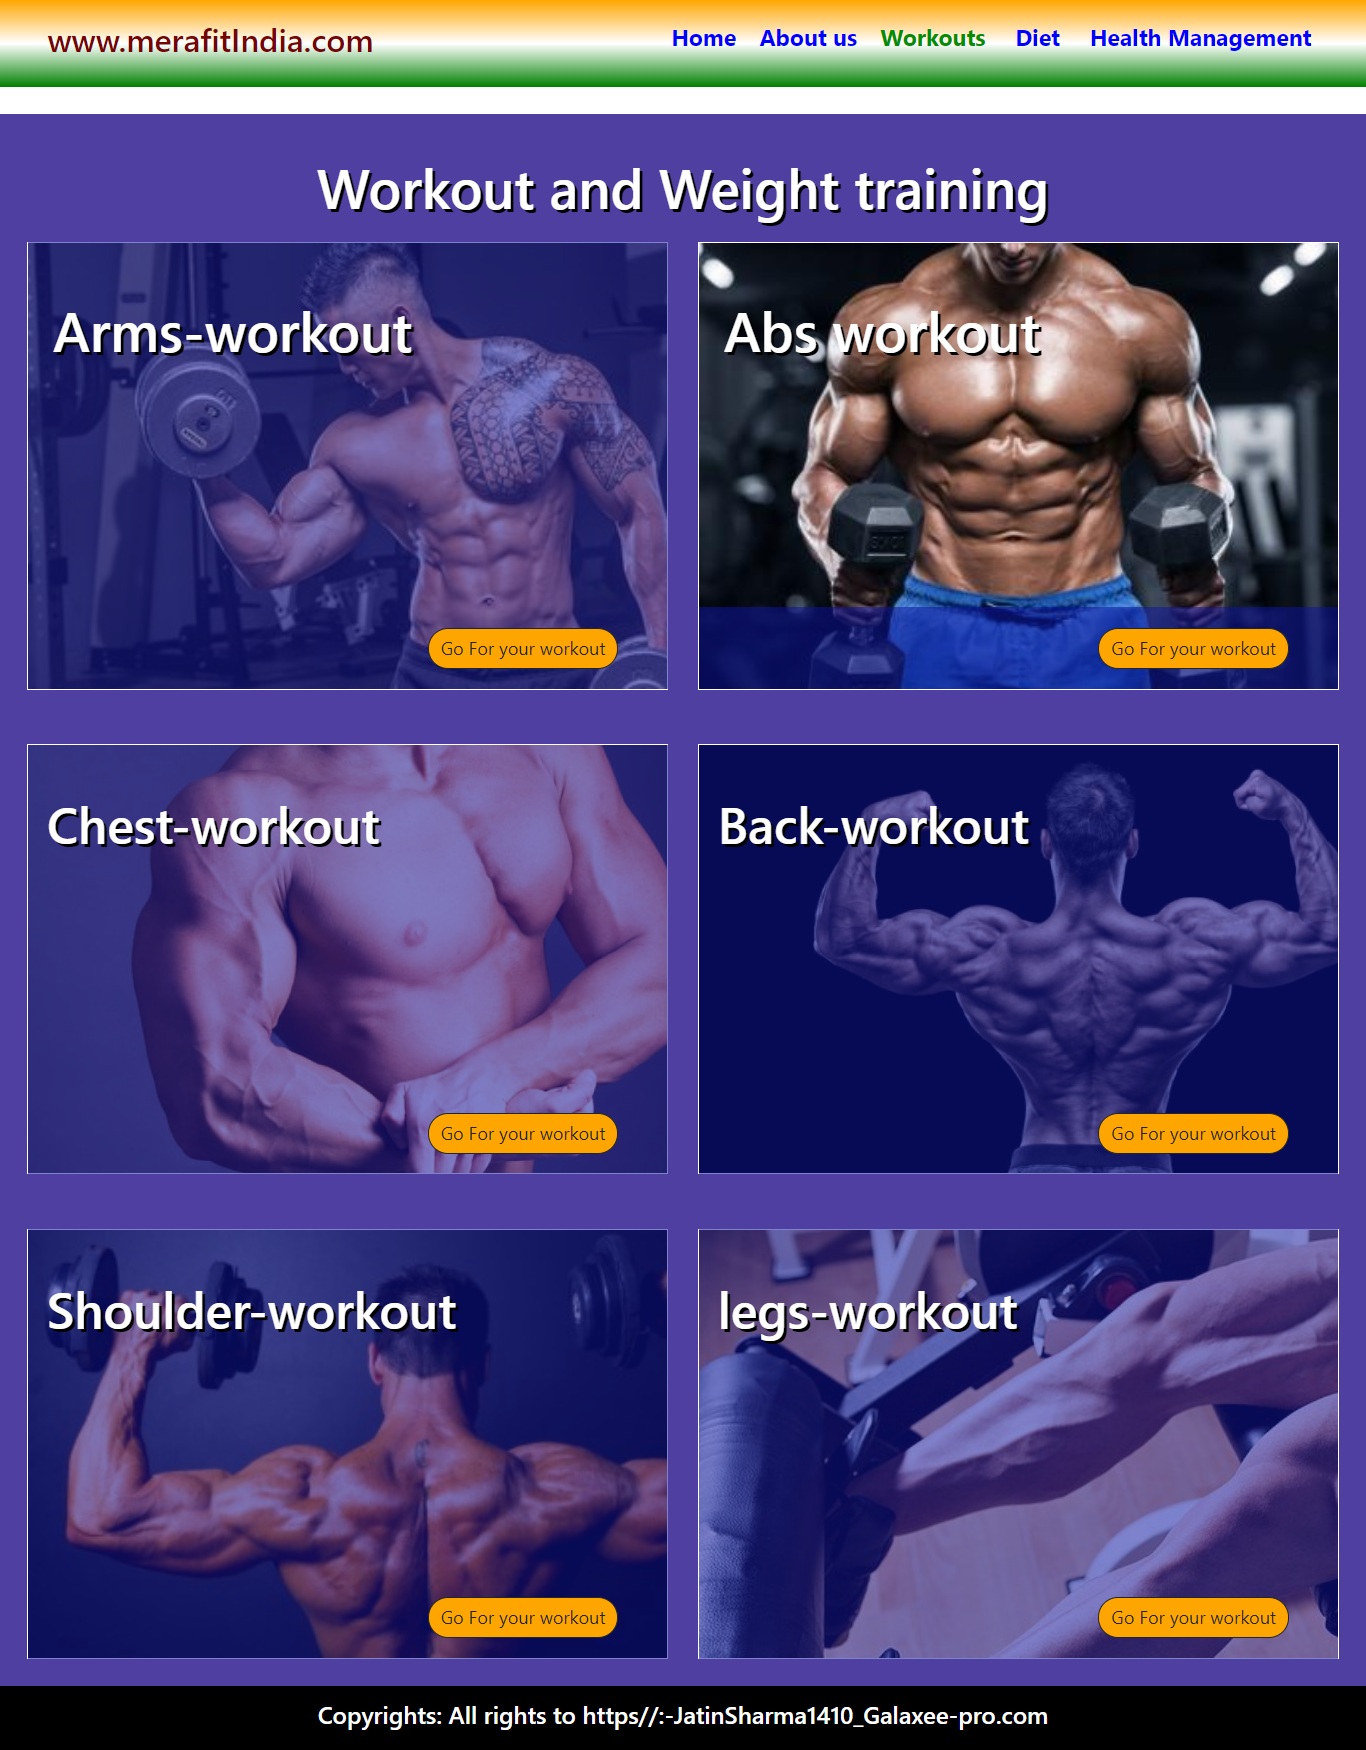 www.merafitIndia.com
Home About us Workouts Diet Health Management
Workout and Weight training
Arms-workout
Go For your workout
Abs workout
Go For your workout
Chest-workout
Go For your workout
Back-workout
Go For your workout
Shoulder-workout
Go For your workout
legs-workout
Go For your workout
Copyrights: All rights to https//:-JatinSharma1410_Galaxee-pro.com